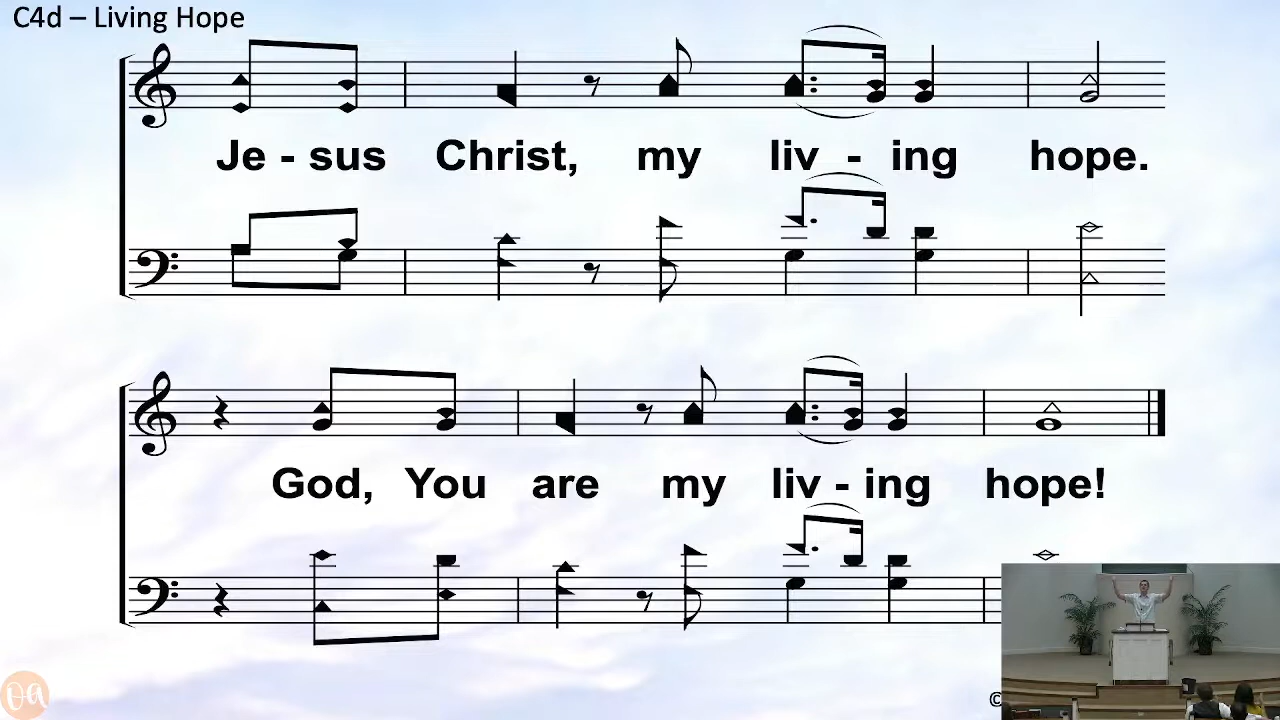 C4d – Living Hope
Je - sus Christ, my liv - ing hope.
God, You are my liv - ing hope!
©